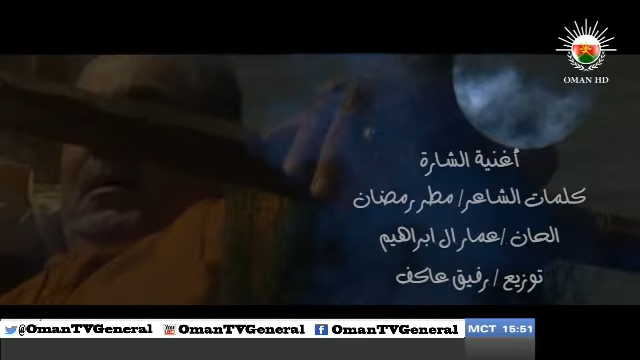 OMAN HD
أغنية الشارة
كلمات الشاعر/ مطر رمضان
الحان /عمار ال ابراهيم
توزيع / رفيق عاكف
@OmanTVGeneral OmanTVGeneral OmanTVGeneral MCT 15:51